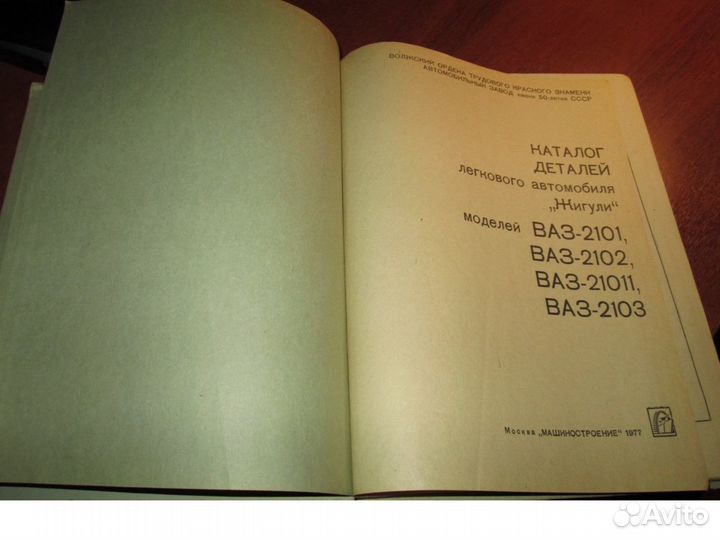 ВОЛЖСКИЙ ОРДЕНА ТРУДОВОГО КРАСНОГО ЗНАМЕНИ
АВТОМОБИЛЬНЫЙ ЗАВОД имени 50-летия СССР
КАТАЛОГ
ДЕТАЛЕЙ
легкового автомобиля
„Жигули“
моделей ВАЗ-2101,
ВАЗ-2102,
ВАЗ-21011,
ВАЗ-2103
Москва „МАШИНОСТРОЕНИЕ“ 1977
Avito